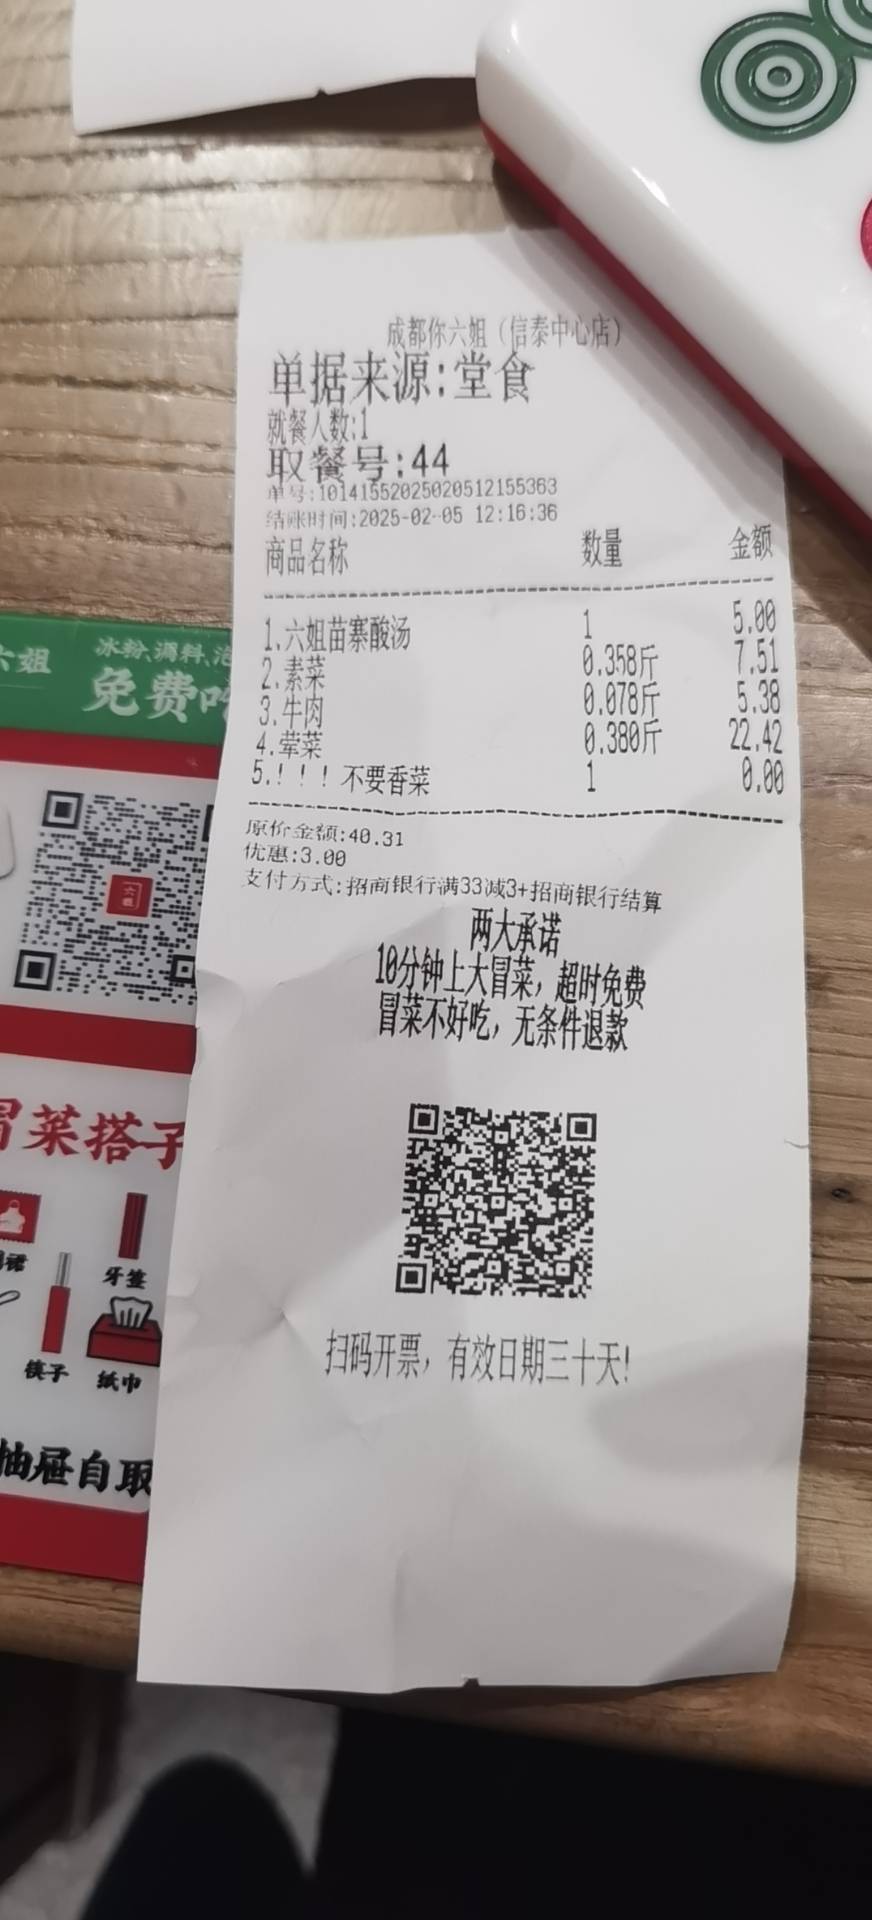 成都你六姐（信泰中心店）
单据来源:堂食
就餐人数:1
取餐号:44
单号:10141552025020512155363
结账时间:2025-02-05 12:16:36
商品名称 数量 金额
1.六姐苗寨酸汤 1 5.00
2.素菜 0.358斤 7.51
3.牛肉 0.078斤 5.38
4.荤菜 0.380斤 22.42
5.！！！不要香菜 1 0.00
原价金额:40.31
优惠:3.00
支付方式:招商银行满33减3+招商银行结算
两大承诺
10分钟上大冒菜，超时免费
冒菜不好吃，无条件退款
扫码开票，有效日期三十天!
六姐
冰粉、调料、
免费吃
六姐
冒菜搭子
牙签
筷子
纸巾
抽屉自取